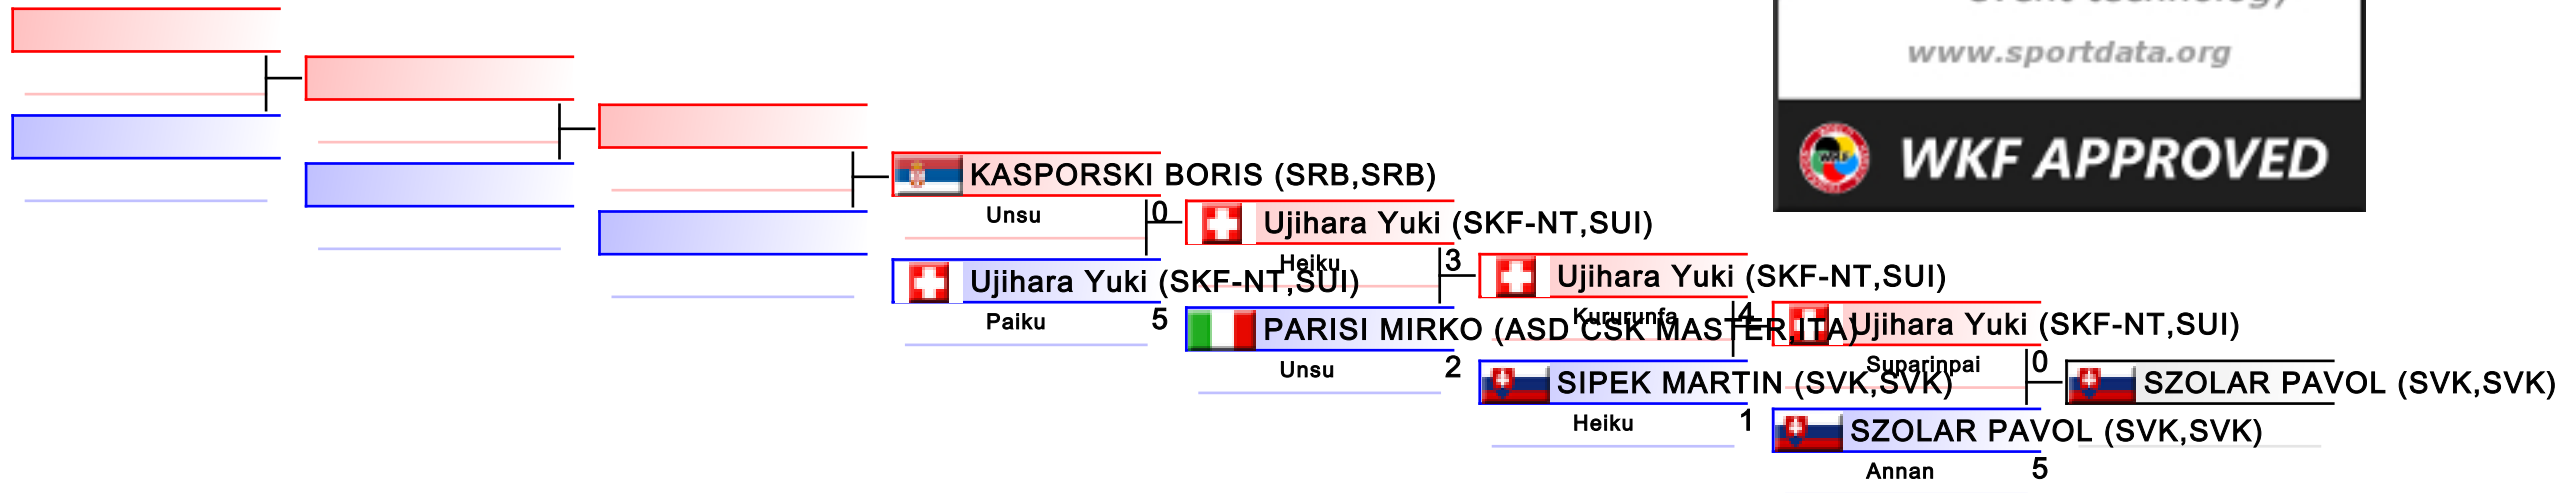 event technology
www.sportdata.org
WKF APPROVED
KASPORSKI BORIS (SRB,SRB)
Unsu
0
Ujihara Yuki (SKF-NT,SUI)
Paiku
5
Ujihara Yuki (SKF-NT,SUI)
Heiku
3
PARISI MIRKO (ASD CSK MASTER,ITA)
Unsu
2
Ujihara Yuki (SKF-NT,SUI)
Kururunfa
4
SIPEK MARTIN (SVK,SVK)
Heiku
1
Ujihara Yuki (SKF-NT,SUI)
Suparinpai
0
SZOLAR PAVOL (SVK,SVK)
Annan
5
SZOLAR PAVOL (SVK,SVK)